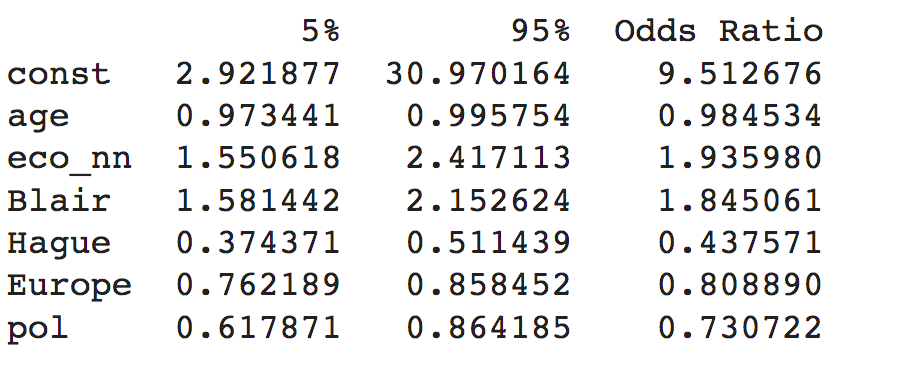 5% 95% Odds Ratio
const 2.921877 30.970164 9.512676
age 0.973441 0.995754 0.984534
eco_nn 1.550618 2.417113 1.935980
Blair 1.581442 2.152624 1.845061
Hague 0.374371 0.511439 0.437571
Europe 0.762189 0.858452 0.808890
pol 0.617871 0.864185 0.730722